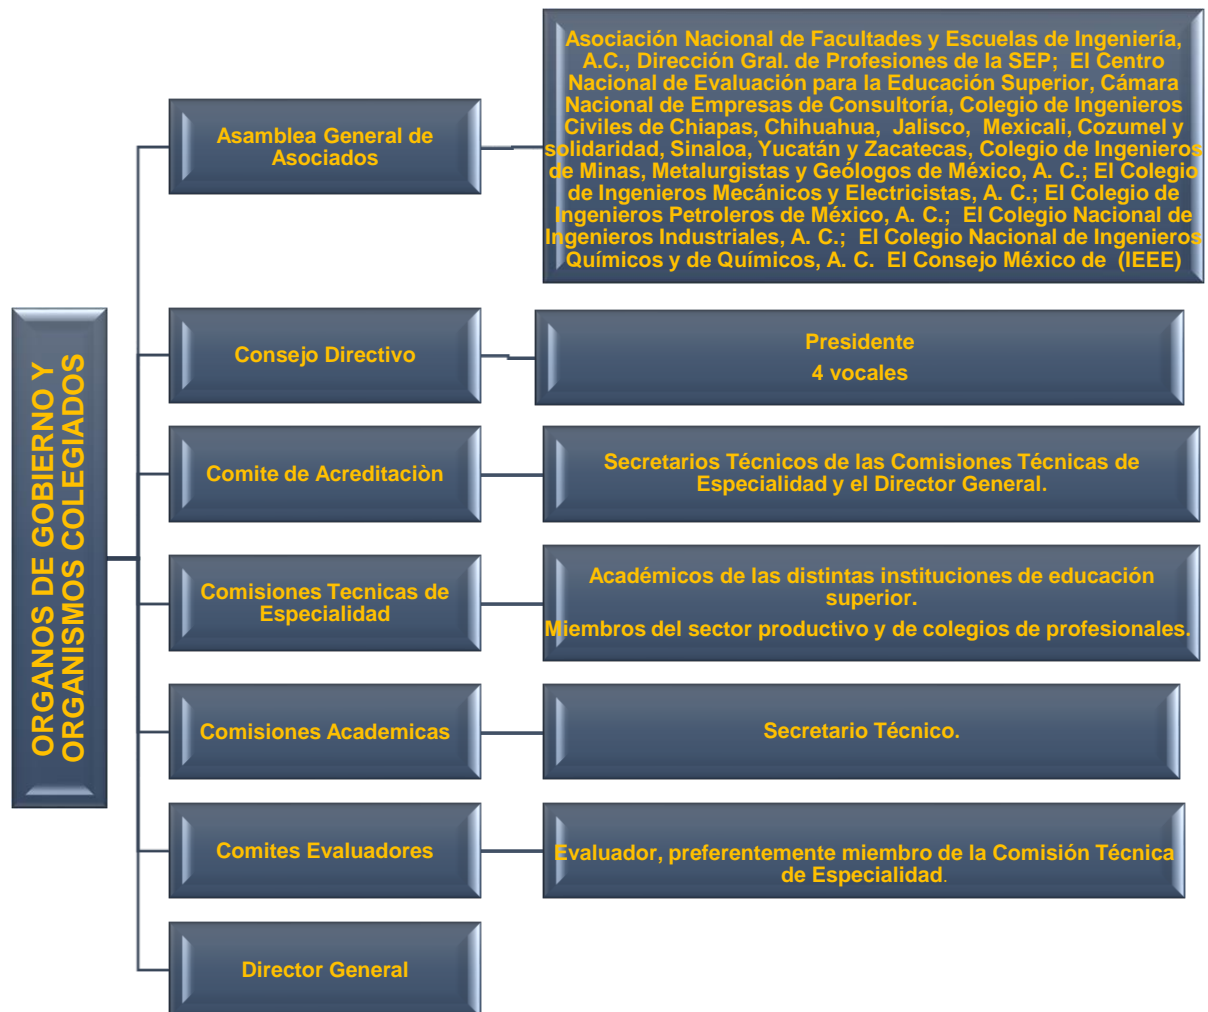 ORGANOS DE GOBIERNO Y
ORGANISMOS COLEGIADOS
Asamblea General de
Asociados
Asociación Nacional de Facultades y Escuelas de Ingeniería,
A.C., Dirección Gral. de Profesiones de la SEP;  El Centro
Nacional de Evaluación para la Educación Superior, Cámara
Nacional de Empresas de Consultoría, Colegio de Ingenieros
Civiles de Chiapas, Chihuahua,  Jalisco,  Mexicali, Cozumel y
solidaridad, Sinaloa, Yucatán y Zacatecas, Colegio de Ingenieros
de Minas, Metalurgistas y Geólogos de México, A. C.; El Colegio
de Ingenieros Mecánicos y Electricistas, A. C.; El Colegio de
Ingenieros Petroleros de México, A. C.;  El Colegio Nacional de
Ingenieros Industriales, A. C.;  El Colegio Nacional de Ingenieros
Químicos y de Químicos, A. C.  El Consejo México de  (IEEE)
Consejo Directivo
Presidente
4 vocales
Comite de Acreditaciòn
Secretarios Técnicos de las Comisiones Técnicas de
Especialidad y el Director General.
Comisiones Tecnicas de
Especialidad
Académicos de las distintas instituciones de educación
superior.
Miembros del sector productivo y de colegios de profesionales.
Comisiones Academicas
Secretario Técnico.
Comites Evaluadores
Evaluador, preferentemente miembro de la Comisión Técnica
de Especialidad.
Director General